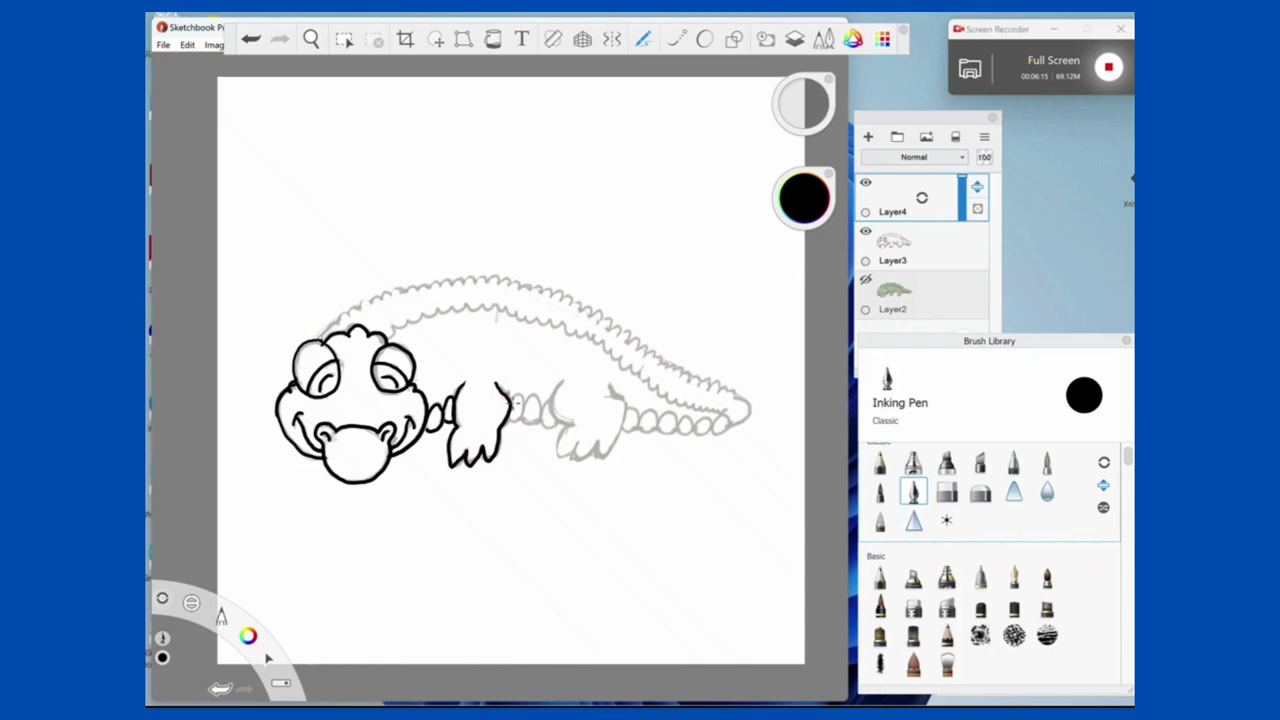 Sketchbook P
File Edit Imag
T
Screen Recorder
Full Screen
00:06:15 | 69.12M
Normal
100
Layer4
Layer3
Layer2
Brush Library
Inking Pen
Classic
Classic
Basic